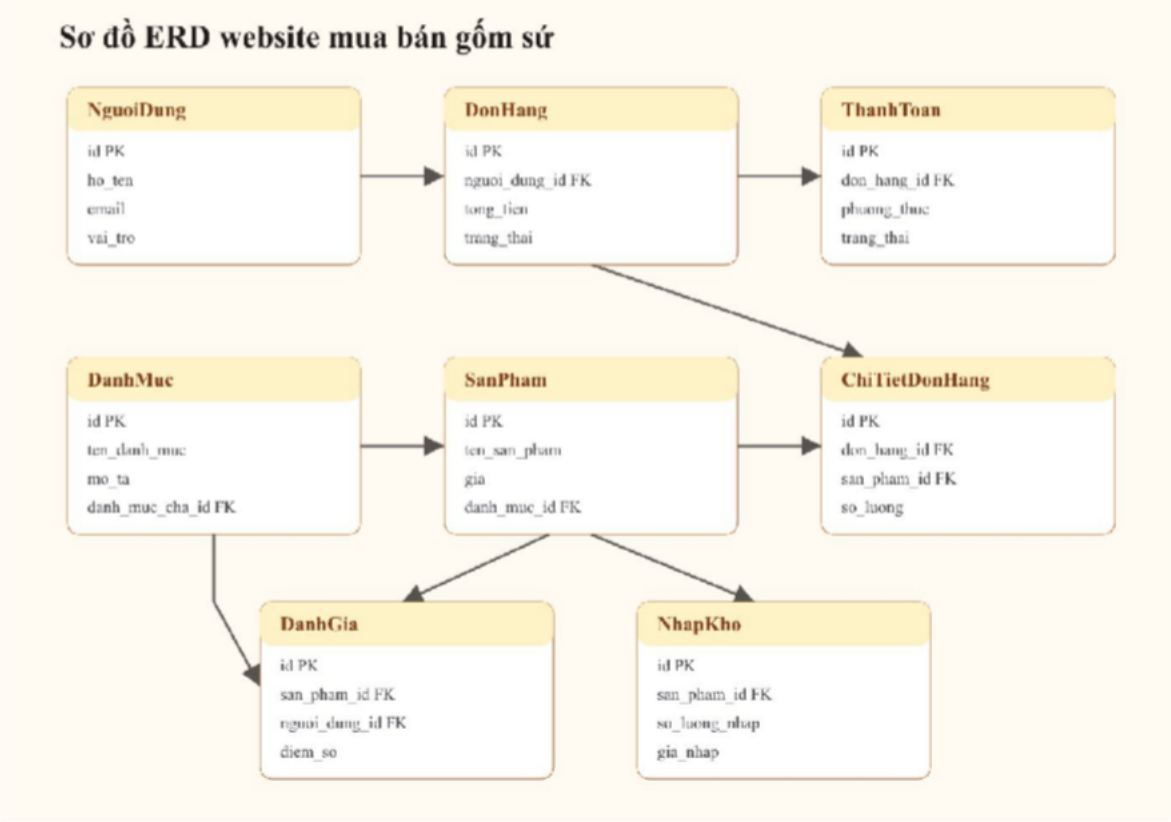 Sơ đồ ERD website mua bán gốm sứ
NguoiDung
id PK
ho_ten
email
vai_tro
DonHang
id PK
nguoi_dung_id FK
tong_tien
trang_thai
ThanhToan
id PK
don_hang_id FK
phuong_thuc
trang_thai
DanhMuc
id PK
ten_danh_muc
mo_ta
danh_muc_cha_id FK
SanPham
id PK
ten_san_pham
gia
danh_muc_id FK
ChiTietDonHang
id PK
don_hang_id FK
san_pham_id FK
so_luong
DanhGia
id PK
san_pham_id FK
nguoi_dung_id FK
diem_so
NhapKho
id PK
san_pham_id FK
so_luong_nhap
gia_nhap